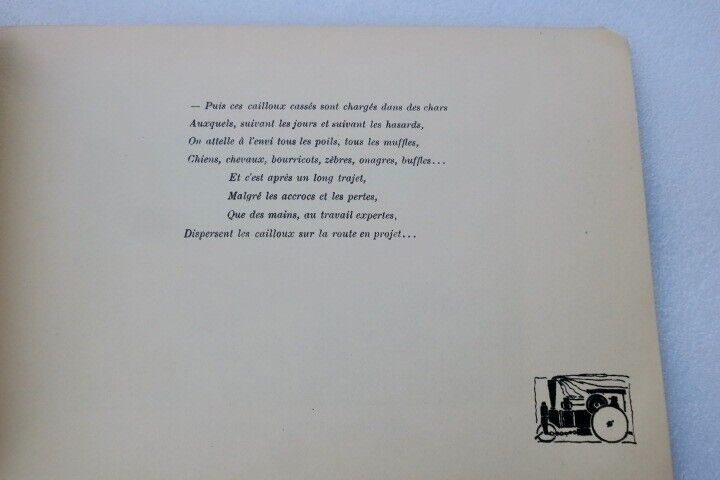 — Puis ces cailloux cassés sont chargés dans des chars
Auxquels, suivant les jours et suivant les hasards,
On attelle à l'envi tous les poils, tous les muffles,
Chiens, chevaux, bourricots, zèbres, onagres, buffles...
Et c'est après un long trajet,
Malgré les accrocs et les pertes,
Que des mains, au travail expertes,
Dispersent les cailloux sur la route en projet...